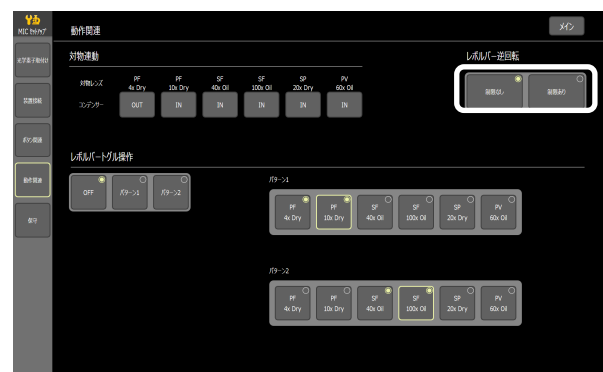 MIC セットアップ
動作関連
メイン
光学素子取付け
装置接続
ボタン関連
動作関連
保守
対物連動
レボルバー逆回転
対物レンズ
PF 4x Dry
PF 10x Dry
SF 40x Oil
SF 100x Oil
SP 20x Dry
PV 60x Oil
コンデンサー
OUT
IN
IN
IN
IN
IN
制限なし
制限あり
レボルバートグル操作
OFF
パターン1
パターン2
パターン1
PF 4x Dry
PF 10x Dry
SF 40x Oil
SF 100x Oil
SP 20x Dry
PV 60x Oil
パターン2
PF 4x Dry
PF 10x Dry
SF 40x Oil
SF 100x Oil
SP 20x Dry
PV 60x Oil